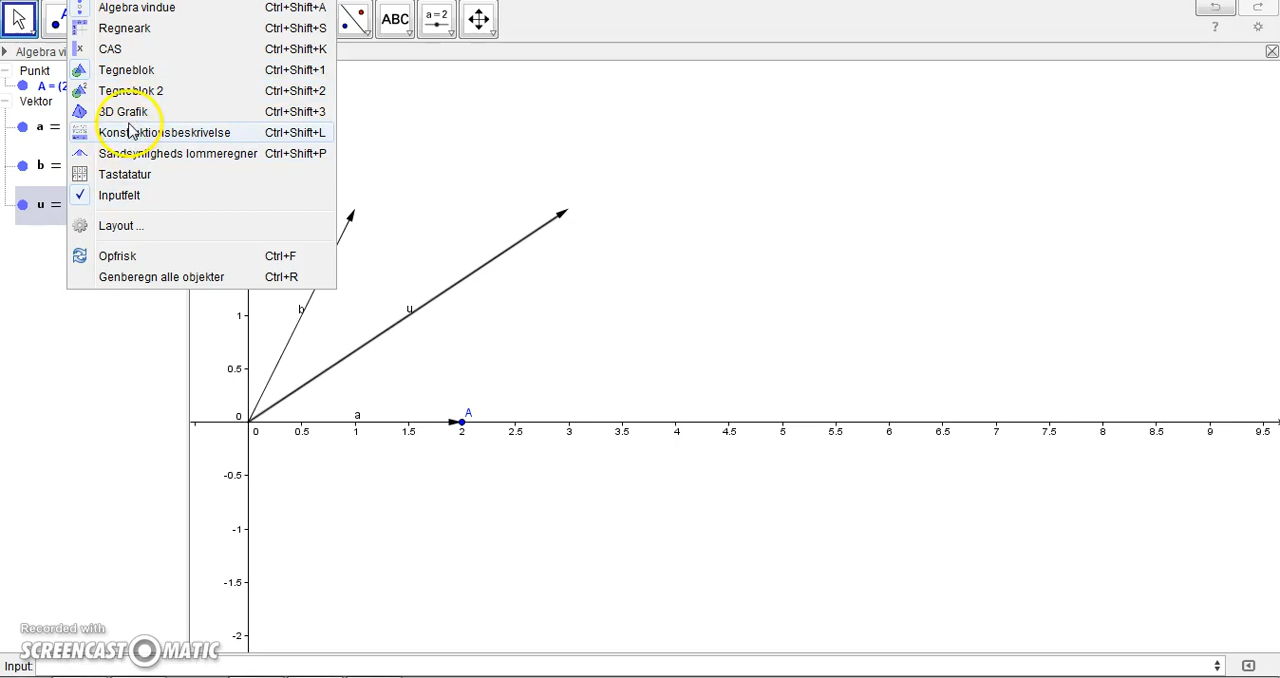 ABC
a=2
Algebra vindue Ctrl+Shift+A
Regneark Ctrl+Shift+S
CAS Ctrl+Shift+K
Tegneblok Ctrl+Shift+1
Tegneblok 2 Ctrl+Shift+2
3D Grafik Ctrl+Shift+3
Konstruktionsbeskrivelse Ctrl+Shift+L
Sandsynligheds lommeregner Ctrl+Shift+P
Tastatatur
Inputfelt
Layout ...
Opfrisk Ctrl+F
Genberegn alle objekter Ctrl+R
Algebra vi
Punkt
A = (2
Vektor
a =
b =
u =
b
u
a
A
1
0.5
0
0 0.5 1 1.5 2 2.5 3 3.5 4 4.5 5 5.5 6 6.5 7 7.5 8 8.5 9 9.5
-0.5
-1
-1.5
-2
Recorded with
SCREENCAST-O-MATIC
Input: